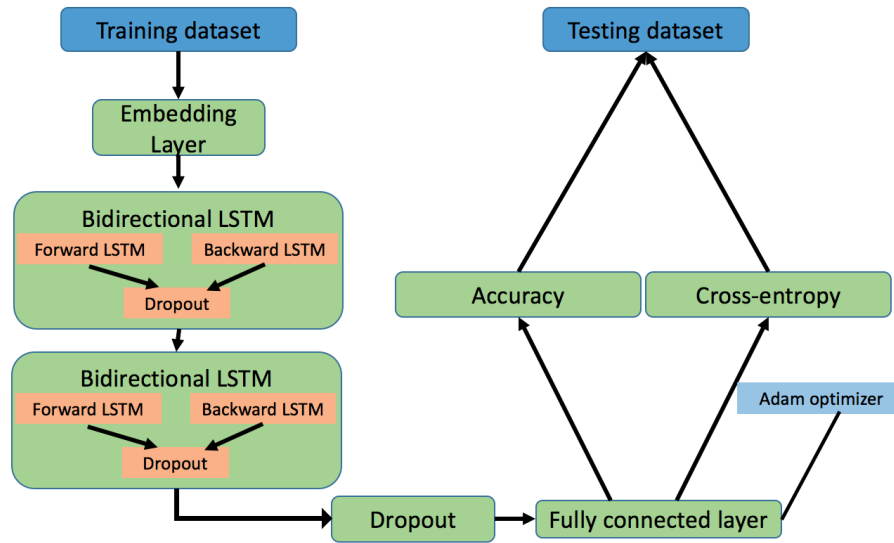 Training dataset
Testing dataset
Embedding
Layer
Bidirectional LSTM
Forward LSTM
Backward LSTM
Dropout
Accuracy
Cross-entropy
Bidirectional LSTM
Forward LSTM
Backward LSTM
Dropout
Adam optimizer
Dropout
Fully connected layer